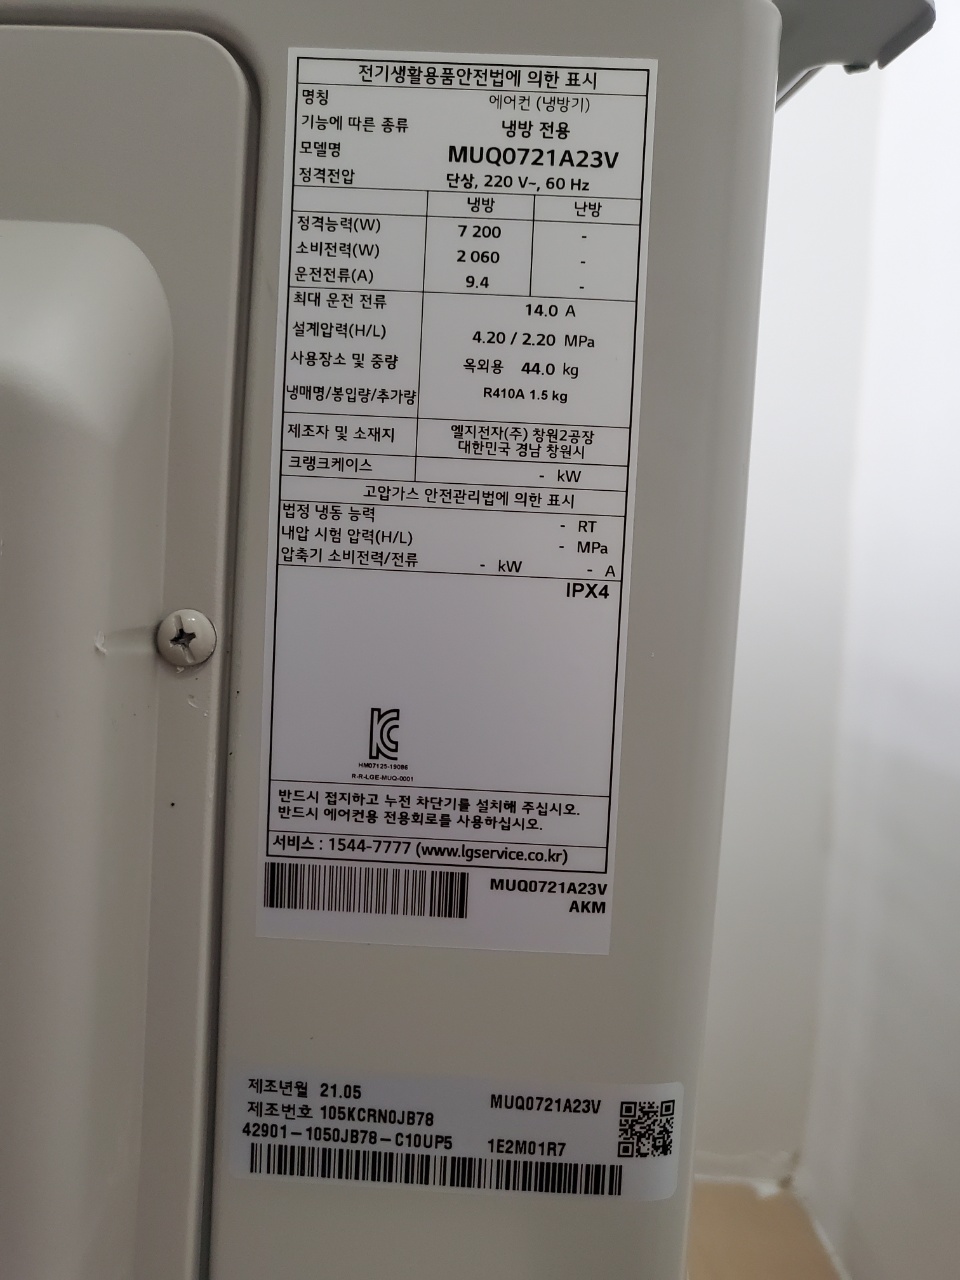 전기생활용품안전법에 의한 표시
명칭 에어컨 (냉방기)
기능에 따른 종류 냉방 전용
모델명 MUQ0721A23V
정격전압 단상, 220 V~, 60 Hz
냉방 난방
정격능력(W) 7 200 -
소비전력(W) 2 060 -
운전전류(A) 9.4 -
최대 운전 전류 14.0 A
설계압력(H/L) 4.20 / 2.20 MPa
사용장소 및 중량 옥외용 44.0 kg
냉매명/봉입량/추가량 R410A 1.5 kg
제조자 및 소재지 엘지전자(주) 창원2공장
대한민국 경남 창원시
크랭크케이스 - kW
고압가스 안전관리법에 의한 표시
법정 냉동 능력 - RT
내압 시험 압력(H/L) - MPa
압축기 소비전력/전류 - kW - A
IPX4
HM07125-19086
R-R-LGE-MUQ-0001
반드시 접지하고 누전 차단기를 설치해 주십시오.
반드시 에어컨용 전용회로를 사용하십시오.
서비스 : 1544-7777 (www.lgservice.co.kr)
MUQ0721A23V
AKM
제조년월 21.05 MUQ0721A23V
제조번호 105KCRN0JB78
42901-1050JB78-C10UP5 1E2M01R7